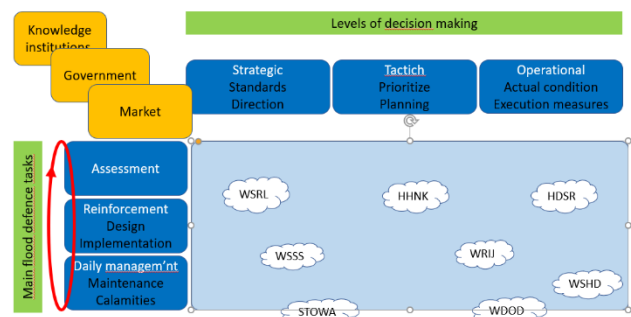 Knowledge
institutions
Government
Market
Levels of decision making
Strategic
Standards
Direction
Tactich
Prioritize
Planning
Operational
Actual condition
Execution measures
Main flood defence tasks
Assessment
Reinforcement
Design
Implementation
Daily managem'nt
Maintenance
Calamities
WSRL
HHNK
HDSR
WSSS
WRIJ
WSHD
STOWA
WDOD